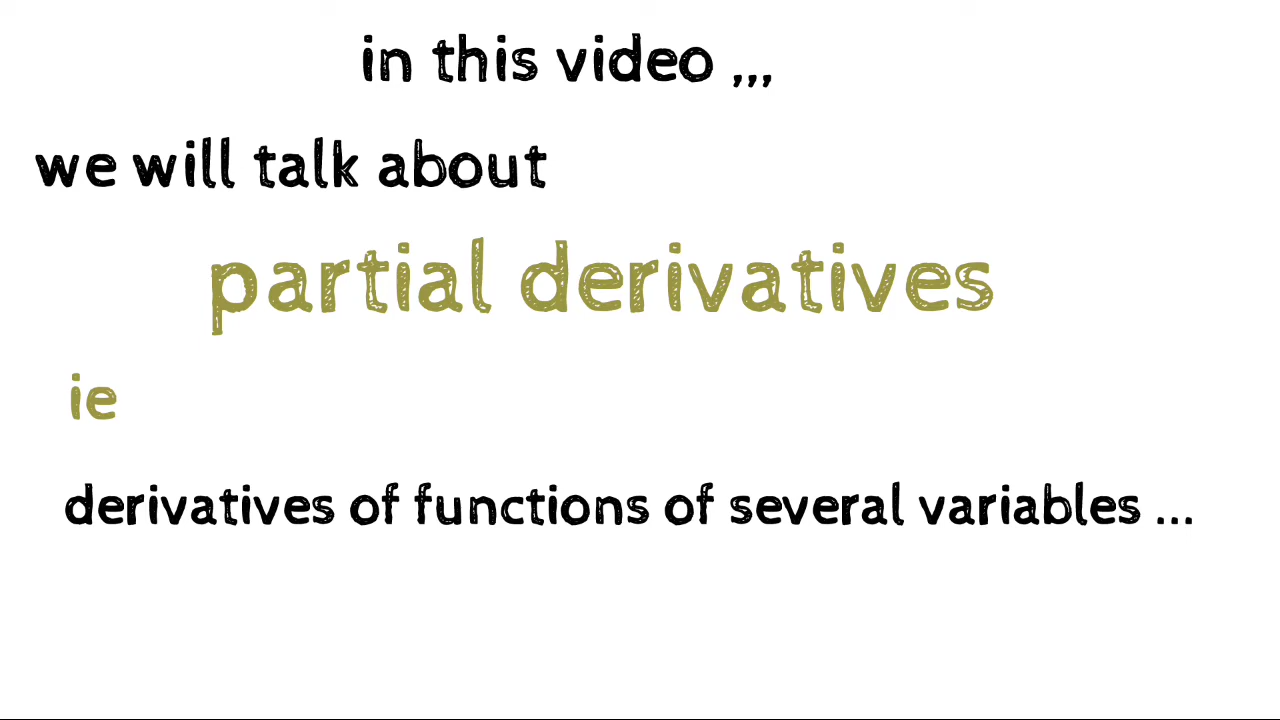 in this video ,,,
we will talk about
partial derivatives
ie
derivatives of functions of several variables ...